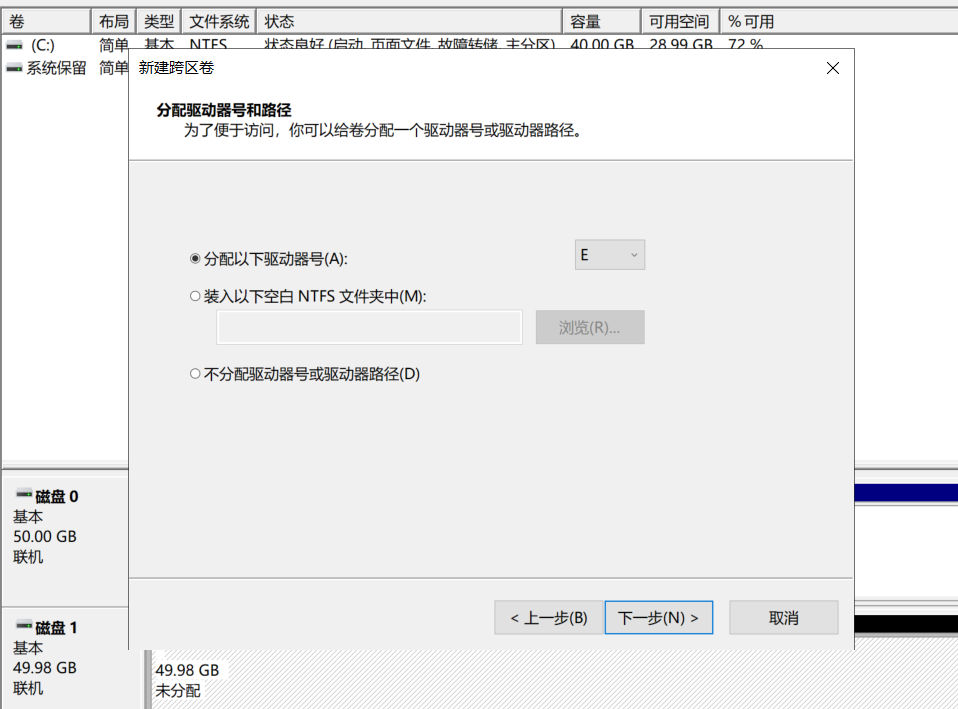 卷 布局 类型 文件系统 状态 容量 可用空间 % 可用
(C:) 简单 基本 NTFS 状态良好 (启动, 页面文件, 故障转储, 主分区) 40.00 GB 28.99 GB 72 %
系统保留 简单
新建跨区卷
分配驱动器号和路径
为了便于访问，你可以给卷分配一个驱动器号或驱动器路径。
分配以下驱动器号(A): E
装入以下空白 NTFS 文件夹中(M):
浏览(R)...
不分配驱动器号或驱动器路径(D)
< 上一步(B) 下一步(N) > 取消
磁盘 0
基本
50.00 GB
联机
磁盘 1
基本
49.98 GB
联机
49.98 GB
未分配